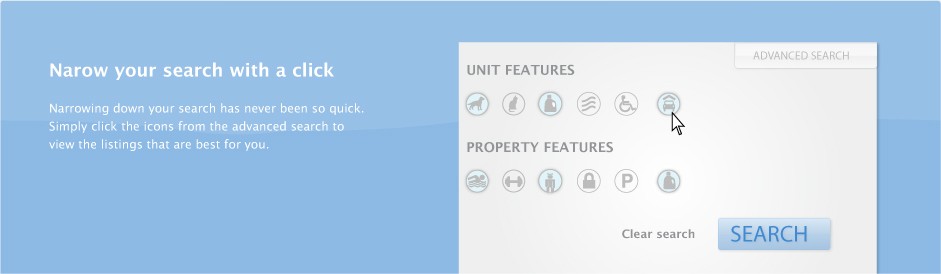 Narow your search with a click
Narrowing down your search has never been so quick.
Simply click the icons from the advanced search to
view the listings that are best for you.
ADVANCED SEARCH
UNIT FEATURES
PROPERTY FEATURES
P
Clear search
SEARCH